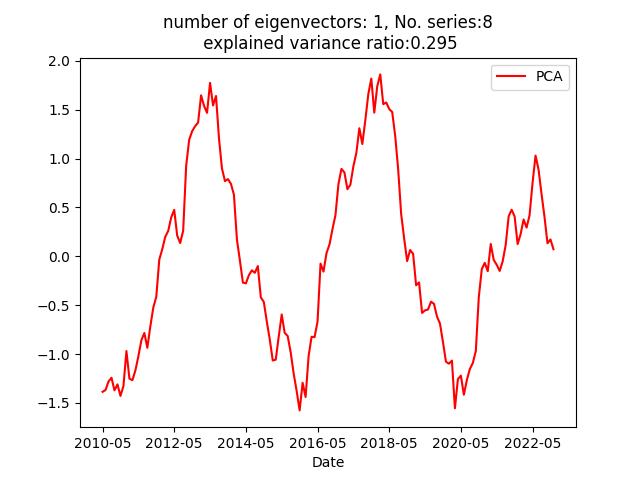 number of eigenvectors: 1, No. series:8
explained variance ratio:0.295
PCA
2.0
1.5
1.0
0.5
0.0
−0.5
−1.0
−1.5
2010-05 2012-05 2014-05 2016-05 2018-05 2020-05 2022-05
Date